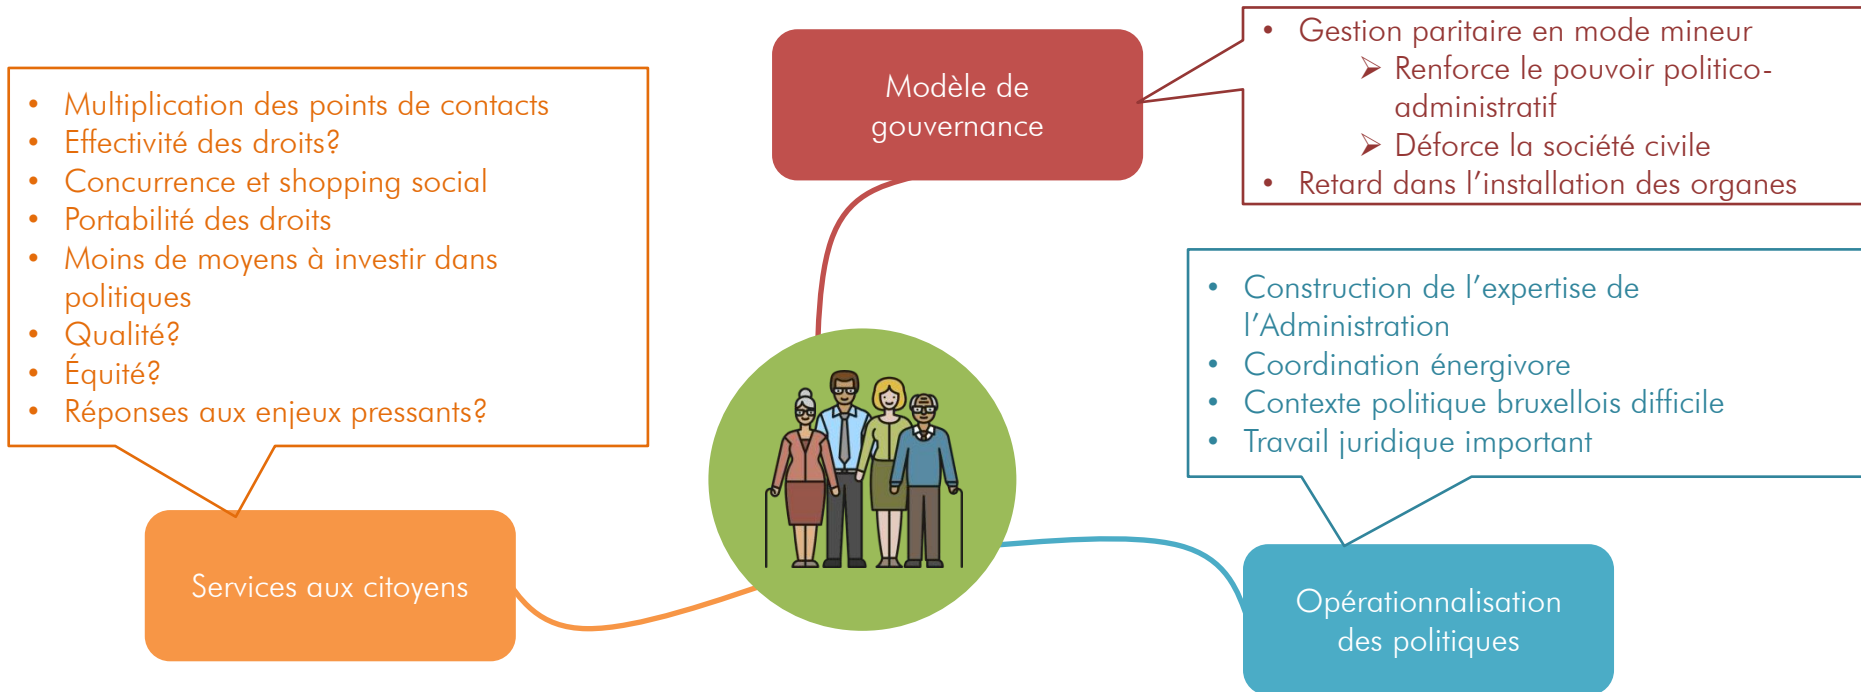 Modèle de
gouvernance
• Gestion paritaire en mode mineur
➢ Renforce le pouvoir politico-
administratif
➢ Déforce la société civile
• Retard dans l’installation des organes
• Multiplication des points de contacts
• Effectivité des droits?
• Concurrence et shopping social
• Portabilité des droits
• Moins de moyens à investir dans
politiques
• Qualité?
• Équité?
• Réponses aux enjeux pressants?
• Construction de l’expertise de
l’Administration
• Coordination énergivore
• Contexte politique bruxellois difficile
• Travail juridique important
Services aux citoyens
Opérationnalisation
des politiques